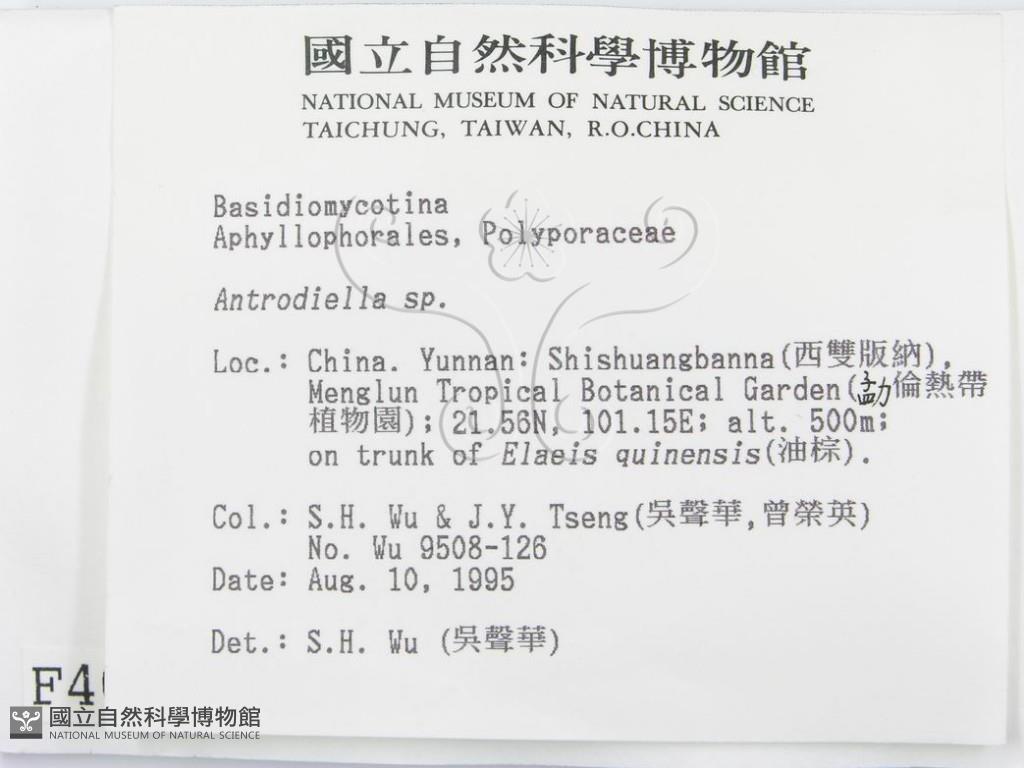 國立自然科學博物館
NATIONAL MUSEUM OF NATURAL SCIENCE
TAICHUNG, TAIWAN, R.O.CHINA
Basidiomycotina
Aphyllophorales, Polyporaceae
Antrodiella sp.
Loc.: China. Yunnan: Shishuangbanna(西雙版納),
Menglun Tropical Botanical Garden(勐倫熱帶
植物園); 21.56N, 101.15E; alt. 500m;
on trunk of Elaeis quinensis(油棕).
Col.: S.H. Wu & J.Y. Tseng(吳聲華,曾榮英)
No. Wu 9508-126
Date: Aug. 10, 1995
Det.: S.H. Wu (吳聲華)
F4
國立自然科學博物館
NATIONAL MUSEUM OF NATURAL SCIENCE